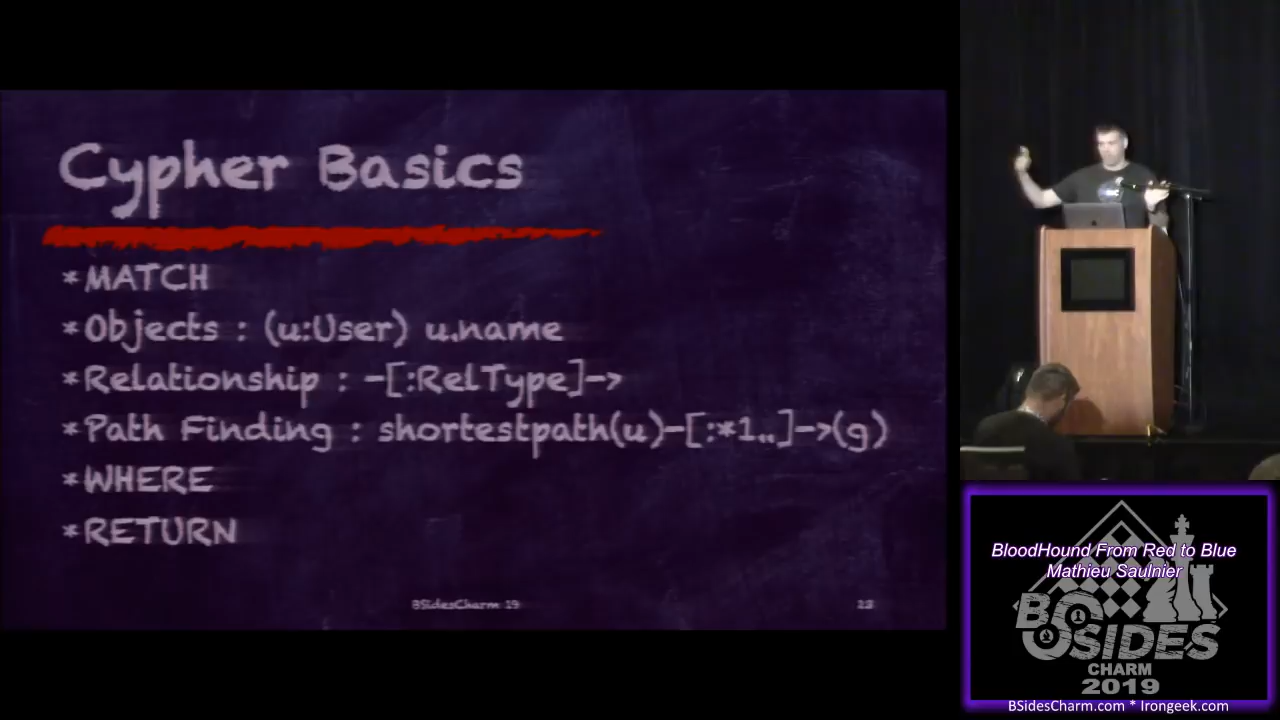 Cypher Basics
*MATCH
*Objects : (u:User) u.name
*Relationship : -[:RelType]->
*Path Finding : shortestpath(u)-[:*1..]->(g)
*WHERE
*RETURN
BSidesCharm 19
BloodHound From Red to Blue
Mathieu Saulnier
BSIDES
CHARM
2019
BSidesCharm.com * Irongeek.com